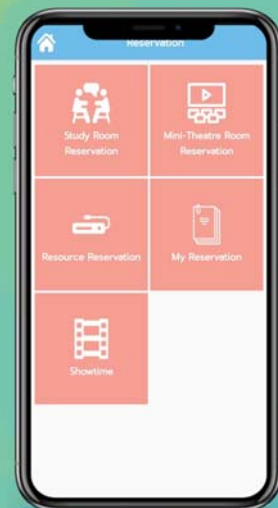 Reservation
Study Room
Reservation
Mini-Theatre Room
Reservation
Resource Reservation
My Reservation
Showtime